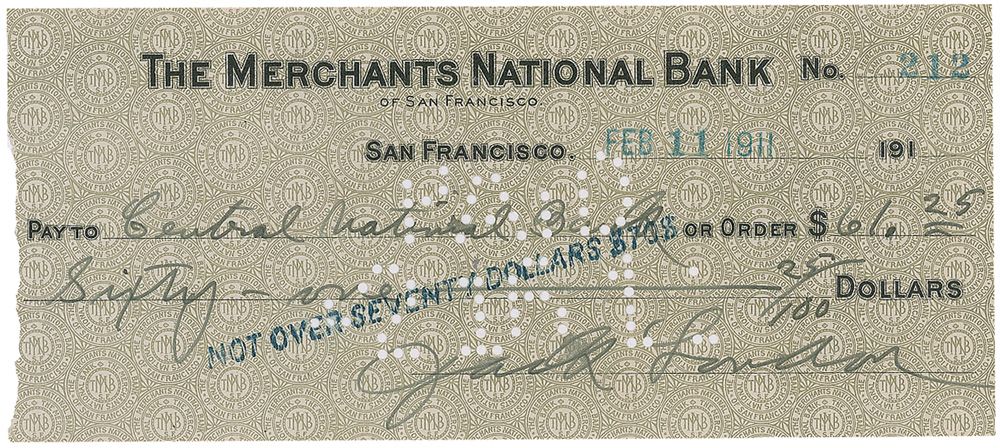 THE MERCHANTS NATIONAL BANK No. 212
OF SAN FRANCISCO.
SAN FRANCISCO. FEB 11 1911 191
PAY TO Central National Bank OR ORDER $ 61.25
Sixty-one 25/100 DOLLARS
NOT OVER SEVENTY DOLLARS $70$
Jack London